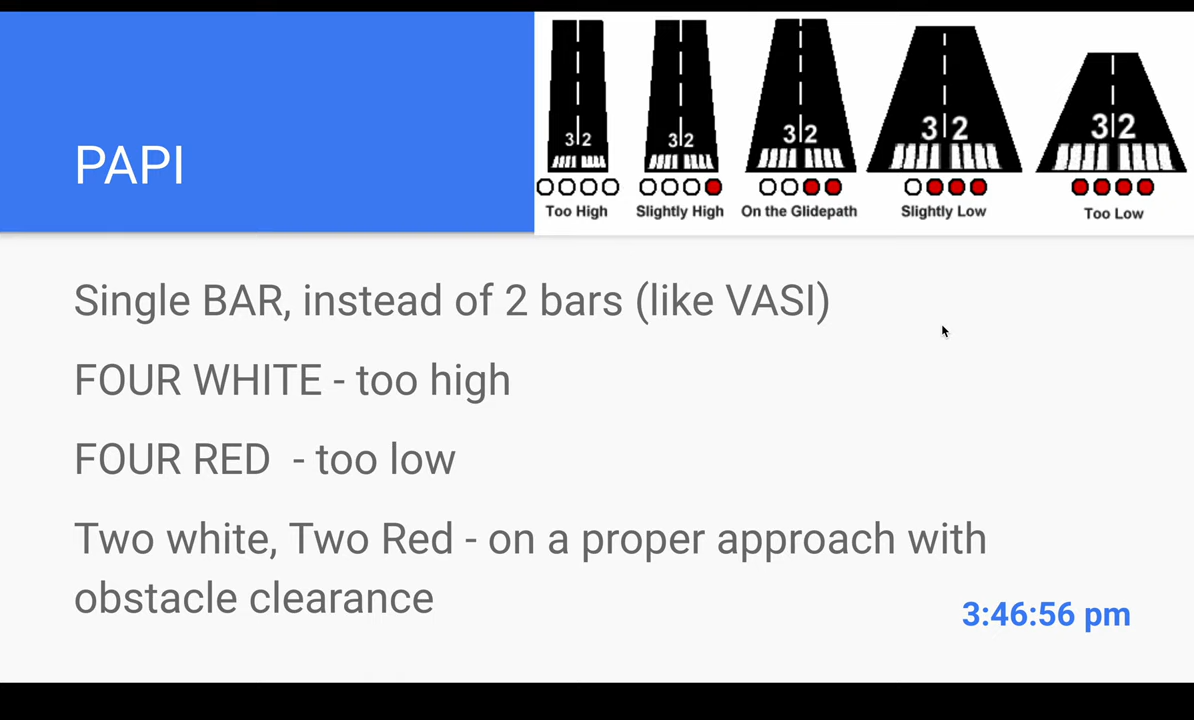 PAPI
3 2
3 2
3 2
3 2
3 2
Too High
Slightly High
On the Glidepath
Slightly Low
Too Low
Single BAR, instead of 2 bars (like VASI)
FOUR WHITE - too high
FOUR RED - too low
Two white, Two Red - on a proper approach with
obstacle clearance
3:46:56 pm